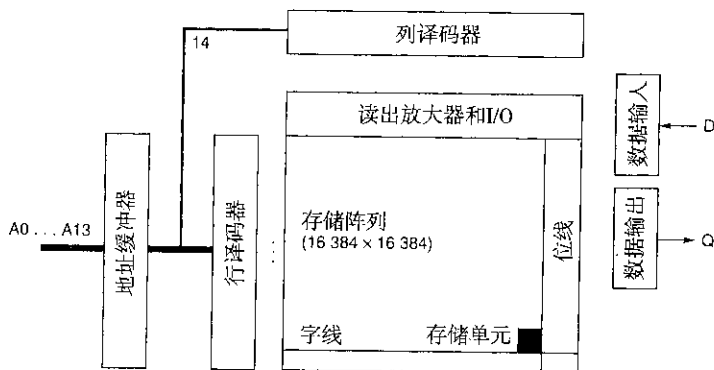 14
列译码器
读出放大器和I/O
数据输入
D
A0 . . . A13
地址缓冲器
行译码器
存储阵列
(16 384 × 16 384)
位线
数据输出
Q
字线
存储单元